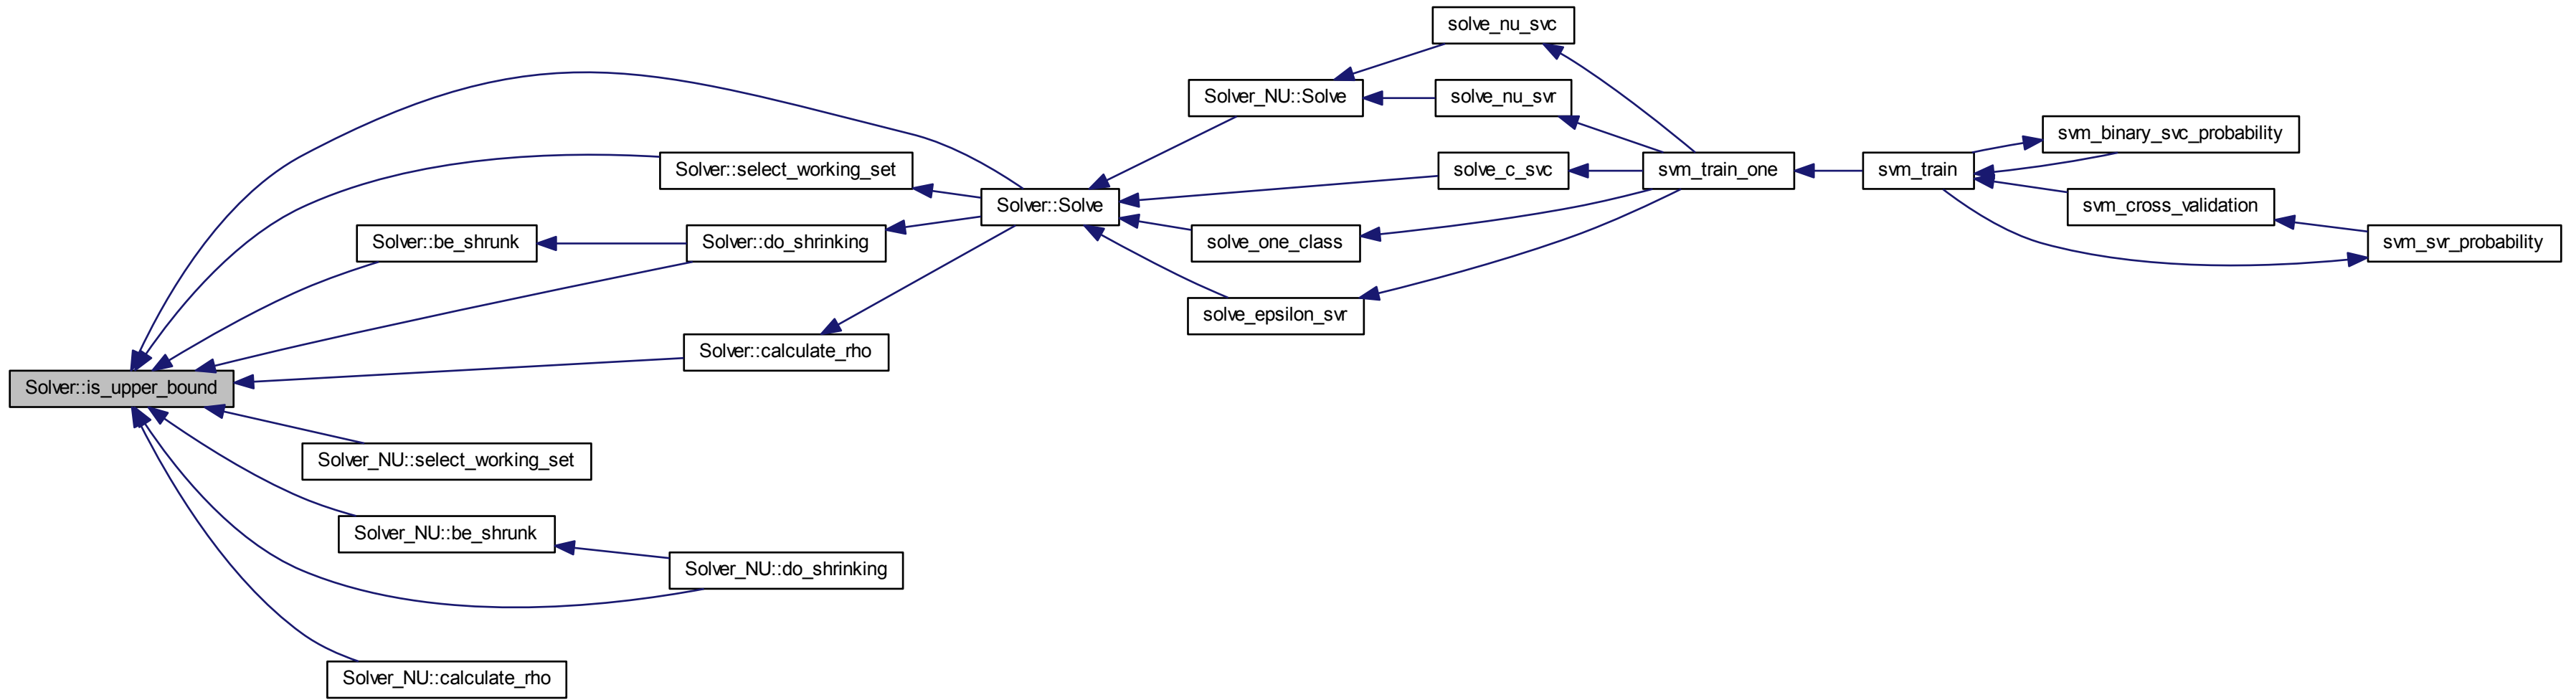 solve_nu_svc
Solver_NU::Solve
solve_nu_svr
svm_binary_svc_probability
Solver::select_working_set
solve_c_svc
svm_train_one
svm_train
Solver::Solve
svm_cross_validation
Solver::be_shrunk
Solver::do_shrinking
solve_one_class
svm_svr_probability
solve_epsilon_svr
Solver::calculate_rho
Solver::is_upper_bound
Solver_NU::select_working_set
Solver_NU::be_shrunk
Solver_NU::do_shrinking
Solver_NU::calculate_rho